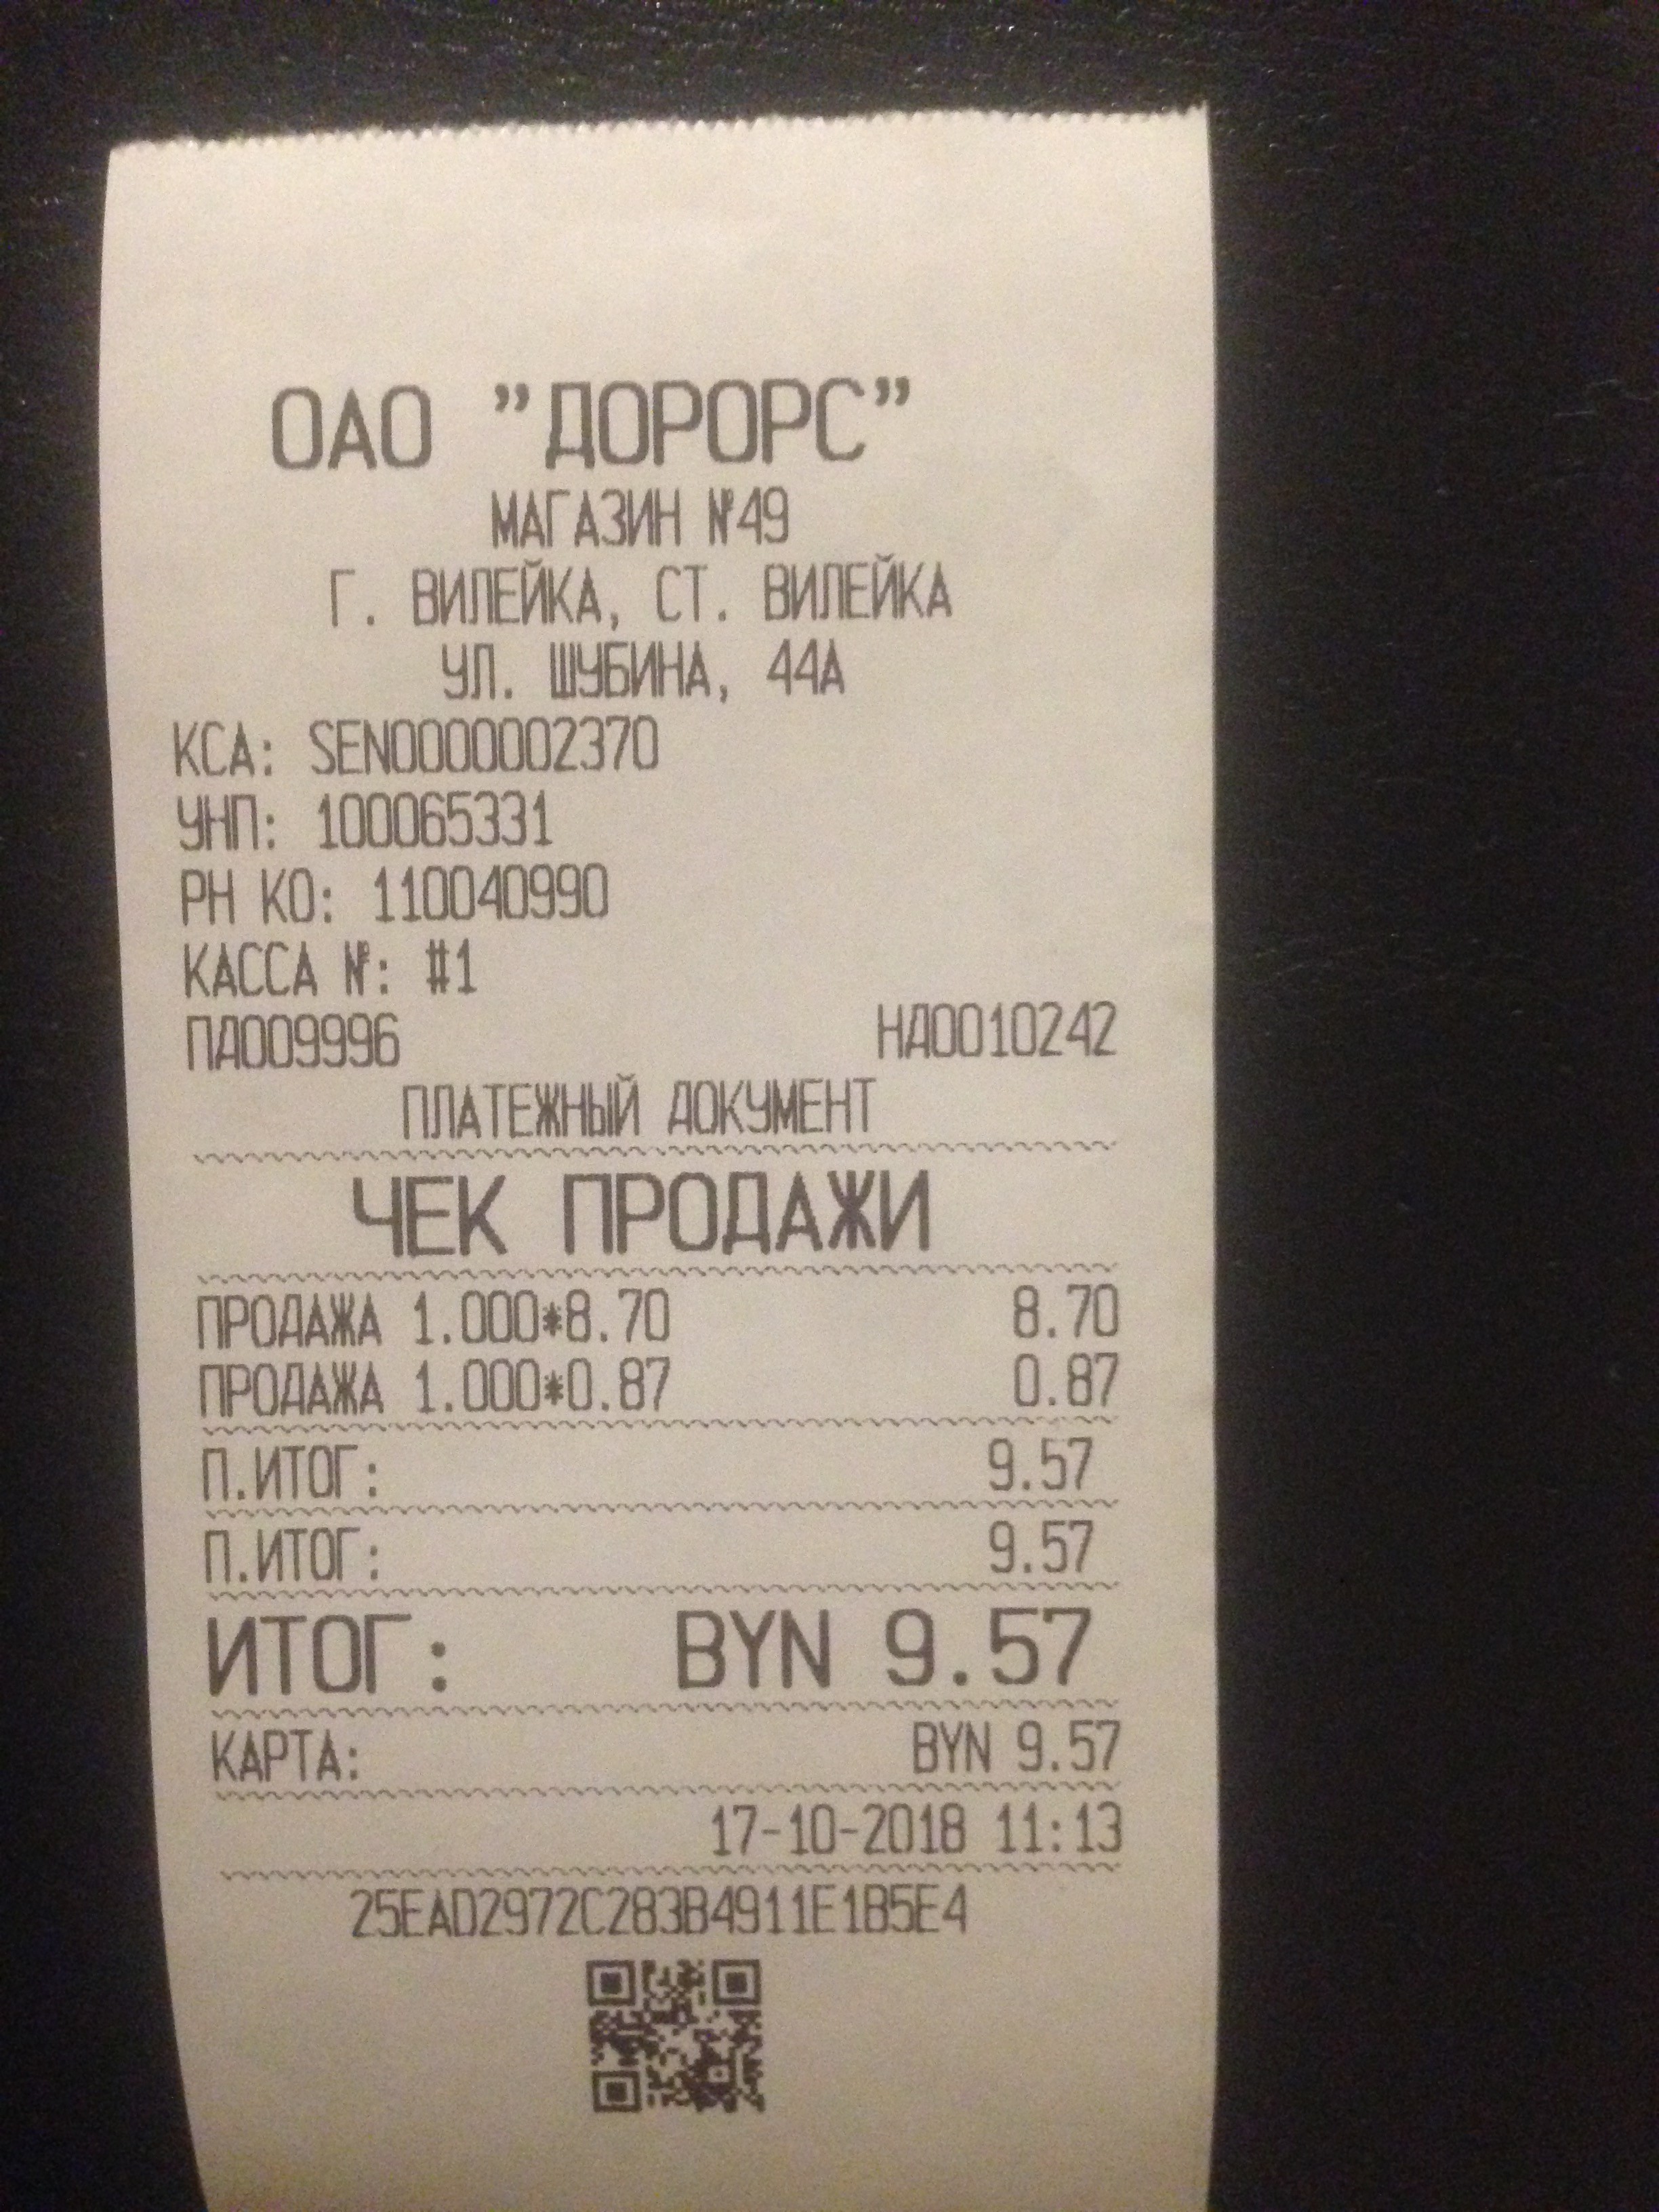 ОАО "ДОРОРС"
МАГАЗИН №49
Г. ВИЛЕЙКА, СТ. ВИЛЕЙКА
УЛ. ШУБИНА, 44А
КСА: SEN0000002370
УНП: 100065331
РН КО: 110040990
КАССА №: #1
ПД009996 НД0010242
ПЛАТЕЖНЫЙ ДОКУМЕНТ
ЧЕК ПРОДАЖИ
ПРОДАЖА 1.000*8.70 8.70
ПРОДАЖА 1.000*0.87 0.87
П.ИТОГ: 9.57
П.ИТОГ: 9.57
ИТОГ: BYN 9.57
КАРТА: BYN 9.57
17-10-2018 11:13
25EAD2972C283B4911E1B5E4